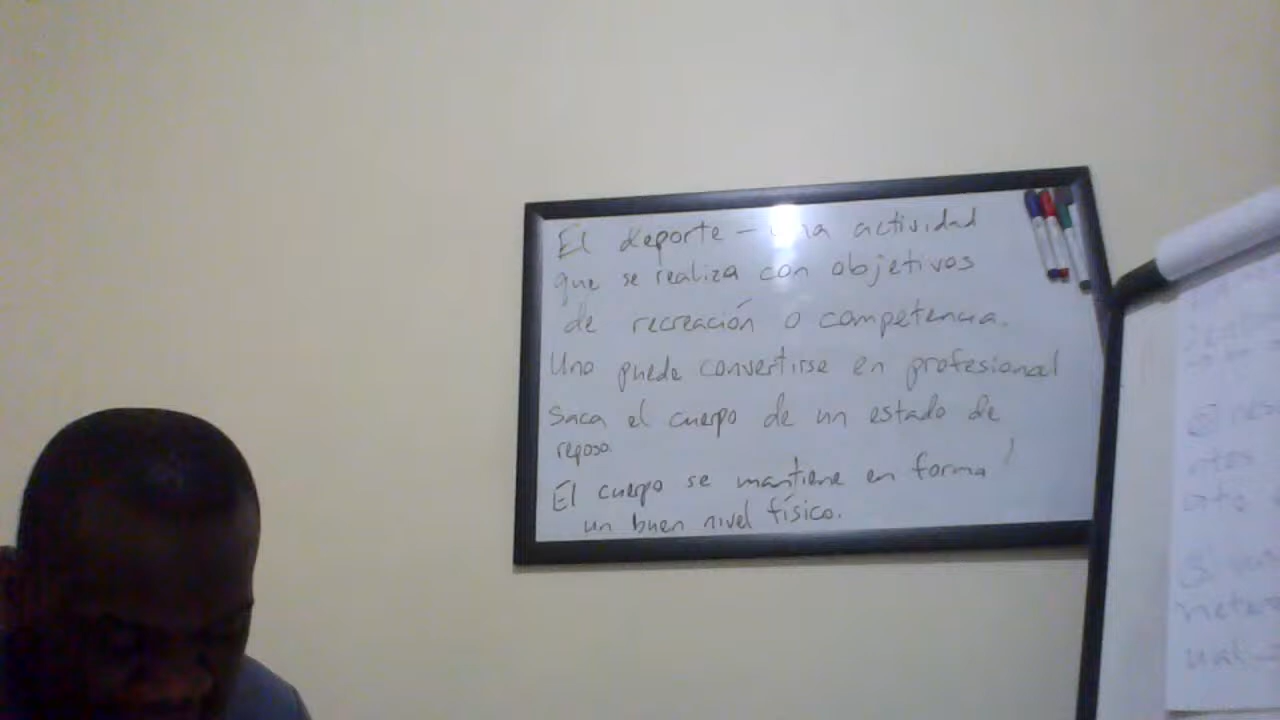 El deporte - una actividad
que se realiza con objetivos
de recreación o competencia.
Uno puede convertirse en profesional
Saca el cuerpo de un estado de
reposo.
El cuerpo se mantiene en forma /
un buen nivel físico.